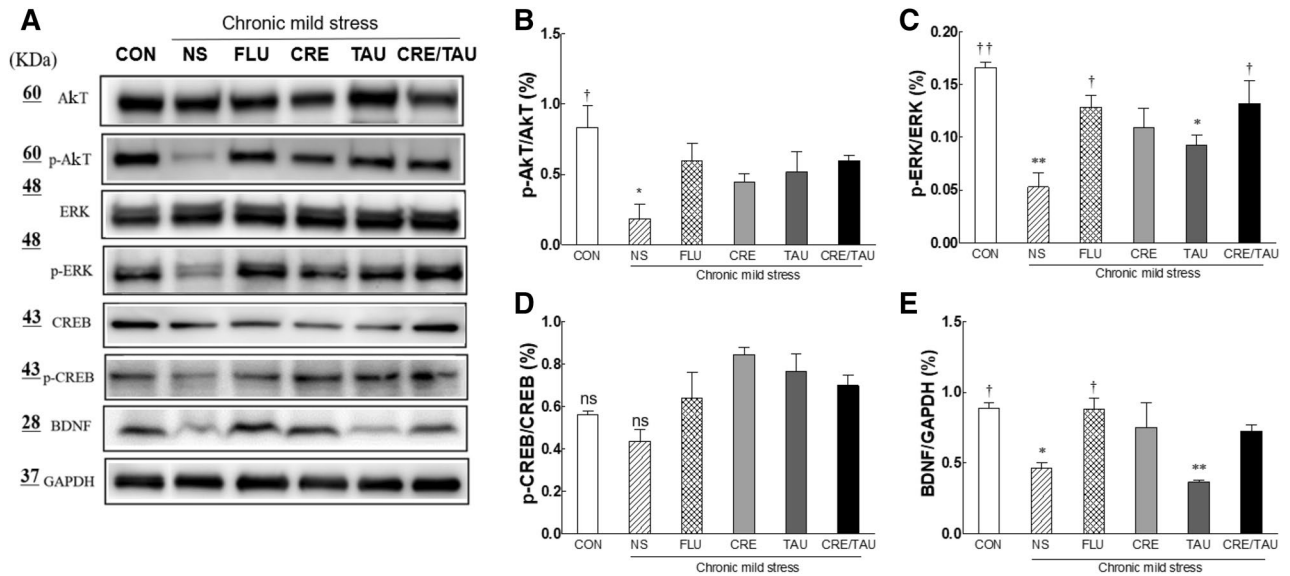 A
Chronic mild stress
(KDa) CON NS FLU CRE TAU CRE/TAU
60 AkT
60 p-AkT
48
ERK
48
p-ERK
43 CREB
43 p-CREB
28 BDNF
37 GAPDH
B
p-AkT/AkT (%)
1.5
1.0
0.5
0.0
†
*
CON NS FLU CRE TAU CRE/TAU
Chronic mild stress
C
p-ERK/ERK (%)
0.20
0.15
0.10
0.05
0.00
††
**
†
*
†
CON NS FLU CRE TAU CRE/TAU
Chronic mild stress
D
p-CREB/CREB (%)
1.0
0.8
0.6
0.4
0.2
0.0
ns
ns
CON NS FLU CRE TAU CRE/TAU
Chronic mild stress
E
BDNF/GAPDH (%)
1.5
1.0
0.5
0.0
†
*
†
**
CON NS FLU CRE TAU CRE/TAU
Chronic mild stress